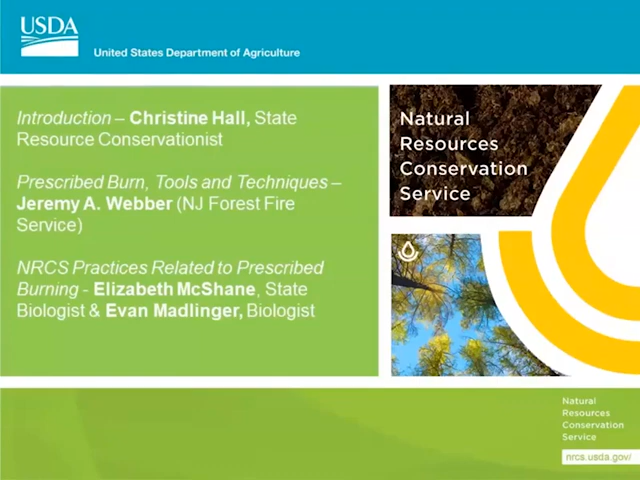 USDA
United States Department of Agriculture
Introduction – Christine Hall, State
Resource Conservationist
Prescribed Burn, Tools and Techniques –
Jeremy A. Webber (NJ Forest Fire
Service)
NRCS Practices Related to Prescribed
Burning - Elizabeth McShane, State
Biologist & Evan Madlinger, Biologist
Natural
Resources
Conservation
Service
Natural
Resources
Conservation
Service
nrcs.usda.gov/